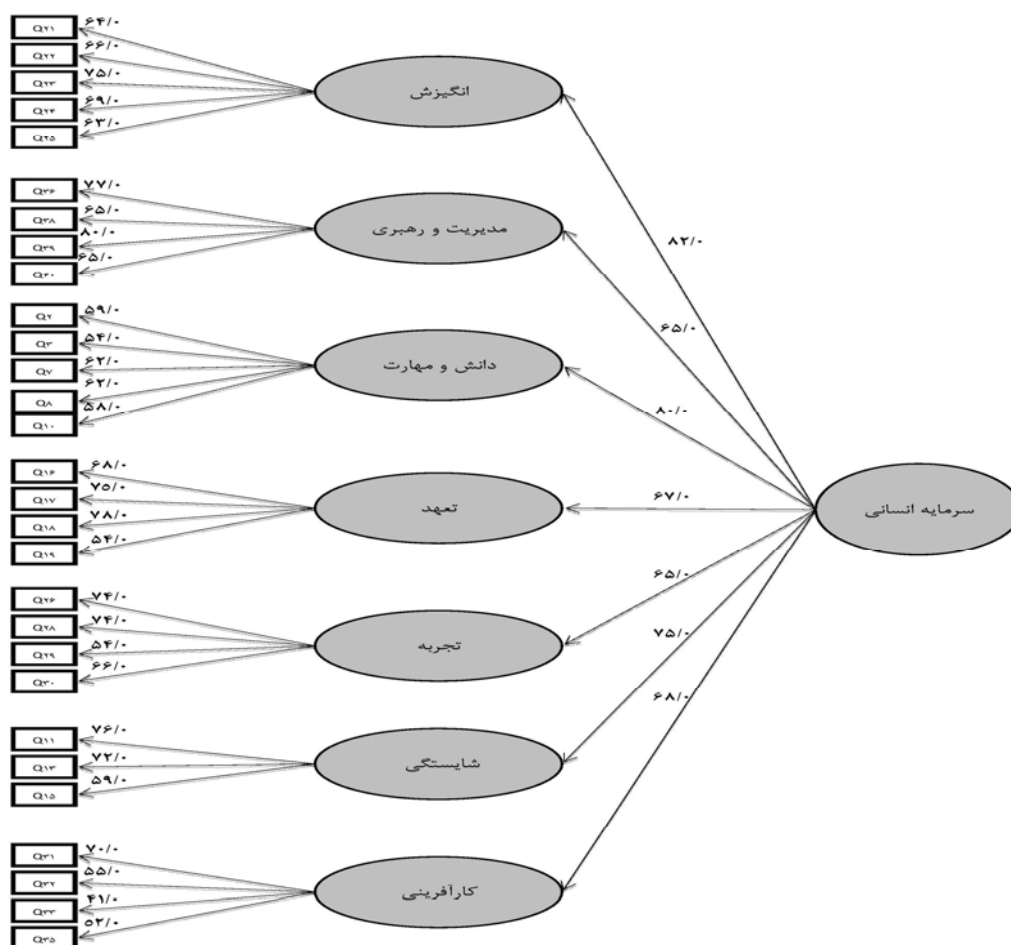 Q۲۱ ۶۴/۰
Q۲۲ ۶۶/۰
Q۲۳ ۷۵/۰
Q۲۴ ۶۹/۰
Q۲۵ ۶۳/۰
انگیزش
۸۲/۰
Q۳۶ ۷۷/۰
Q۳۸ ۶۵/۰
Q۳۹ ۸۰/۰
Q۴۰ ۶۵/۰
مدیریت و رهبری
۶۵/۰
Q۲ ۵۹/۰
Q۳ ۵۴/۰
Q۷ ۶۲/۰
Q۸ ۶۲/۰
Q۱۰ ۵۸/۰
دانش و مهارت
۸۰/۰
Q۱۶ ۶۸/۰
Q۱۷ ۷۵/۰
Q۱۸ ۷۸/۰
Q۱۹ ۵۴/۰
تعهد
۶۷/۰
سرمایه انسانی
Q۲۶ ۷۴/۰
Q۲۸ ۷۴/۰
Q۲۹ ۵۴/۰
Q۳۰ ۶۶/۰
تجربه
۶۵/۰
Q۱۱ ۷۶/۰
Q۱۳ ۷۲/۰
Q۱۵ ۵۹/۰
شایستگی
۷۵/۰
Q۳۱ ۷۰/۰
Q۳۲ ۵۵/۰
Q۳۳ ۴۱/۰
Q۳۵ ۵۲/۰
کارآفرینی
۶۸/۰